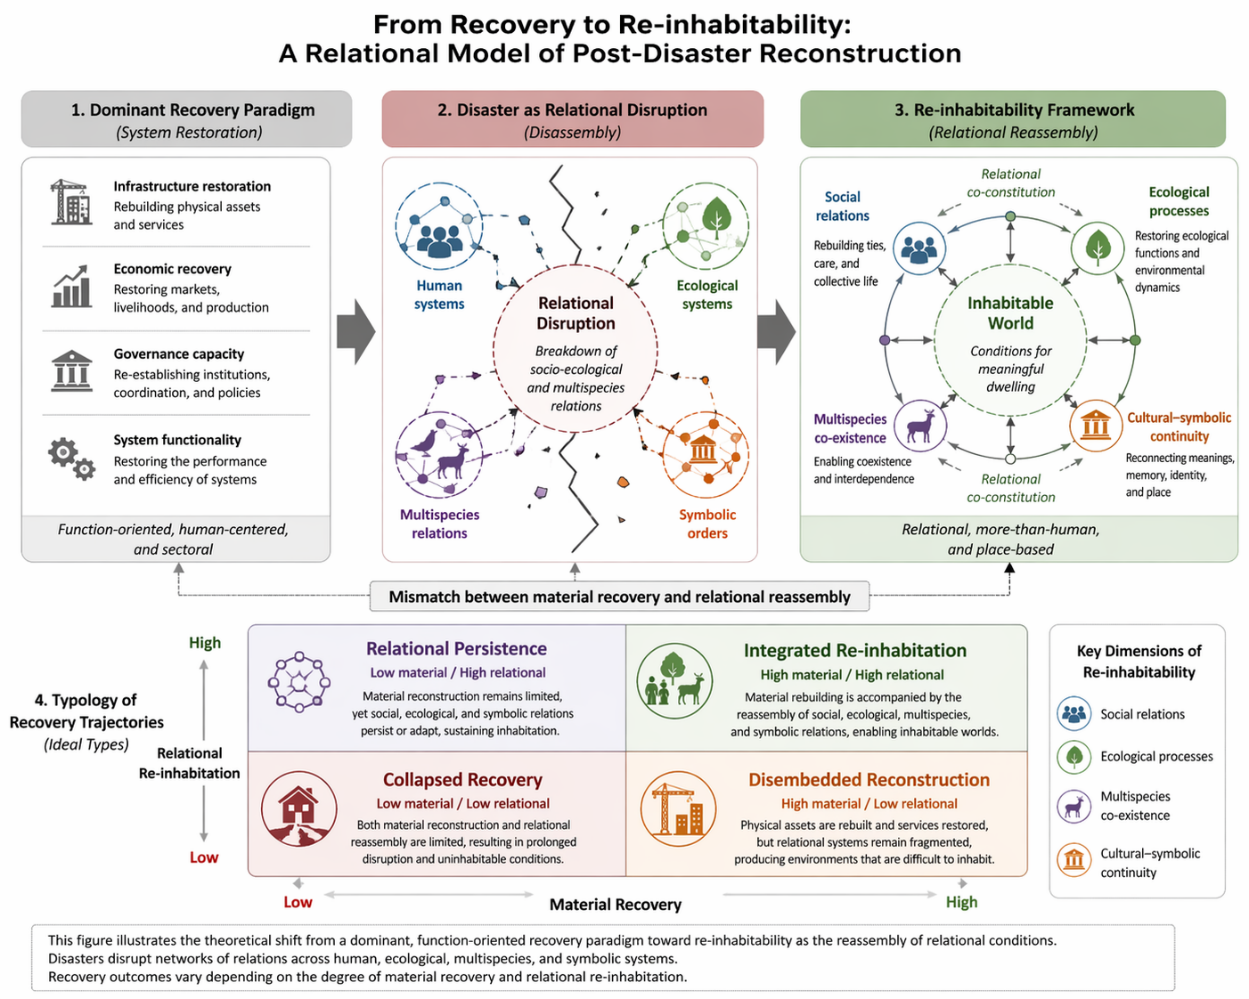 From Recovery to Re-inhabitability:
A Relational Model of Post-Disaster Reconstruction
1. Dominant Recovery Paradigm
(System Restoration)
Infrastructure restoration
Rebuilding physical assets
and services
Economic recovery
Restoring markets,
livelihoods, and production
Governance capacity
Re-establishing institutions,
coordination, and policies
System functionality
Restoring the performance
and efficiency of systems
Function-oriented, human-centered,
and sectoral
2. Disaster as Relational Disruption
(Disassembly)
Human
systems
Ecological
systems
Relational
Disruption
Breakdown of
socio-ecological
and multispecies
relations
Multispecies
relations
Symbolic
orders
3. Re-inhabitability Framework
(Relational Reassembly)
Relational
co-constitution
Social
relations
Rebuilding ties,
care, and
collective life
Ecological
processes
Restoring ecological
functions and
environmental
dynamics
Inhabitable
World
Conditions for
meaningful
dwelling
Multispecies
co-existence
Enabling coexistence
and interdependence
Cultural–symbolic
continuity
Reconnecting meanings,
memory, identity,
and place
Relational
co-constitution
Relational, more-than-human,
and place-based
Mismatch between material recovery and relational reassembly
4. Typology of
Recovery Trajectories
(Ideal Types)
High
Relational
Re-inhabitation
Low
Relational Persistence
Low material / High relational
Material reconstruction remains limited,
yet social, ecological, and symbolic relations
persist or adapt, sustaining inhabitation.
Integrated Re-inhabitation
High material / High relational
Material rebuilding is accompanied by the
reassembly of social, ecological, multispecies,
and symbolic relations, enabling inhabitable worlds.
Collapsed Recovery
Low material / Low relational
Both material reconstruction and relational
reassembly are limited, resulting in prolonged
disruption and uninhabitable conditions.
Disembedded Reconstruction
High material / Low relational
Physical assets are rebuilt and services restored,
but relational systems remain fragmented,
producing environments that are difficult to inhabit.
Low
Material Recovery
High
Key Dimensions of
Re-inhabitability
Social relations
Ecological processes
Multispecies
co-existence
Cultural–symbolic
continuity
This figure illustrates the theoretical shift from a dominant, function-oriented recovery paradigm toward re-inhabitability as the reassembly of relational conditions.
Disasters disrupt networks of relations across human, ecological, multispecies, and symbolic systems.
Recovery outcomes vary depending on the degree of material recovery and relational re-inhabitation.